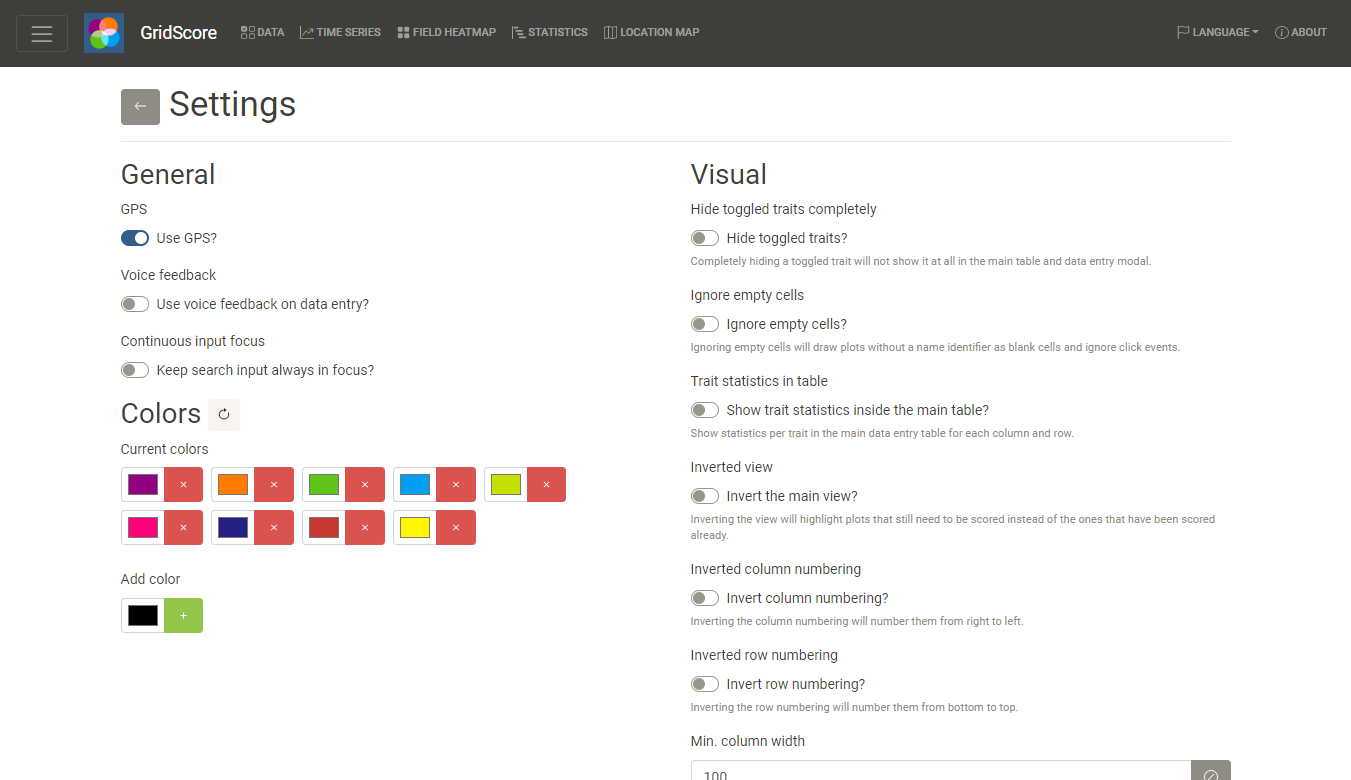 GridScore
DATA
TIME SERIES
FIELD HEATMAP
STATISTICS
LOCATION MAP
LANGUAGE
ABOUT
Settings
General
GPS
Use GPS?
Voice feedback
Use voice feedback on data entry?
Continuous input focus
Keep search input always in focus?
Colors
Current colors
Add color
Visual
Hide toggled traits completely
Hide toggled traits?
Completely hiding a toggled trait will not show it at all in the main table and data entry modal.
Ignore empty cells
Ignore empty cells?
Ignoring empty cells will draw plots without a name identifier as blank cells and ignore click events.
Trait statistics in table
Show trait statistics inside the main table?
Show statistics per trait in the main data entry table for each column and row.
Inverted view
Invert the main view?
Inverting the view will highlight plots that still need to be scored instead of the ones that have been scored
already.
Inverted column numbering
Invert column numbering?
Inverting the column numbering will number them from right to left.
Inverted row numbering
Invert row numbering?
Inverting the row numbering will number them from bottom to top.
Min. column width
100